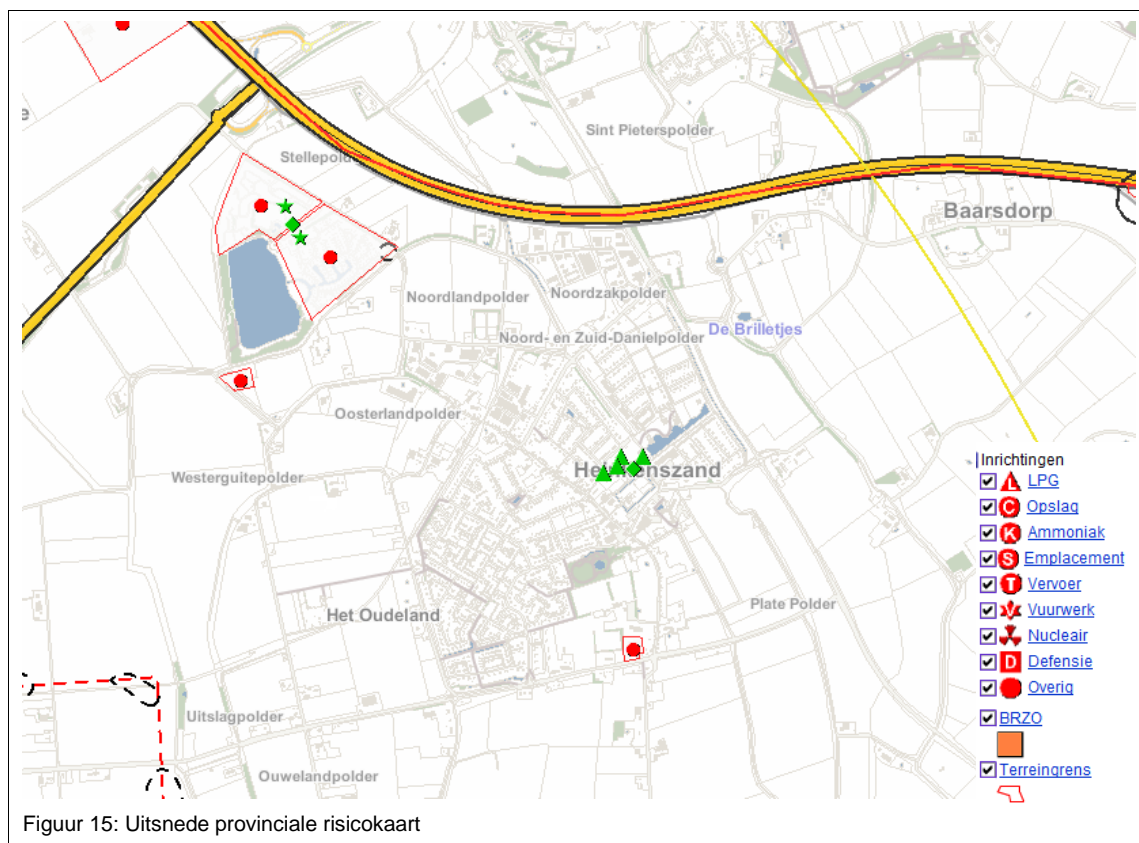 Sint Pieterspolder
Stellepolde
Baarsdorp
Noordlandpolder
Noordzakpolder
De Brilletjes
Noord- en Zuid-Danielpolder
Oosterlandpolder
Westerguitepolder
Plate Polder
Het Oudeland
Uitslagpolder
Ouwelandpolder
Inrichtingen
L LPG
C Opslag
K Ammoniak
S Emplacement
T Vervoer
V Vuurwerk
Nucleair
D Defensie
Overig
BRZO
Terreingrens
Figuur 15: Uitsnede provinciale risicokaart